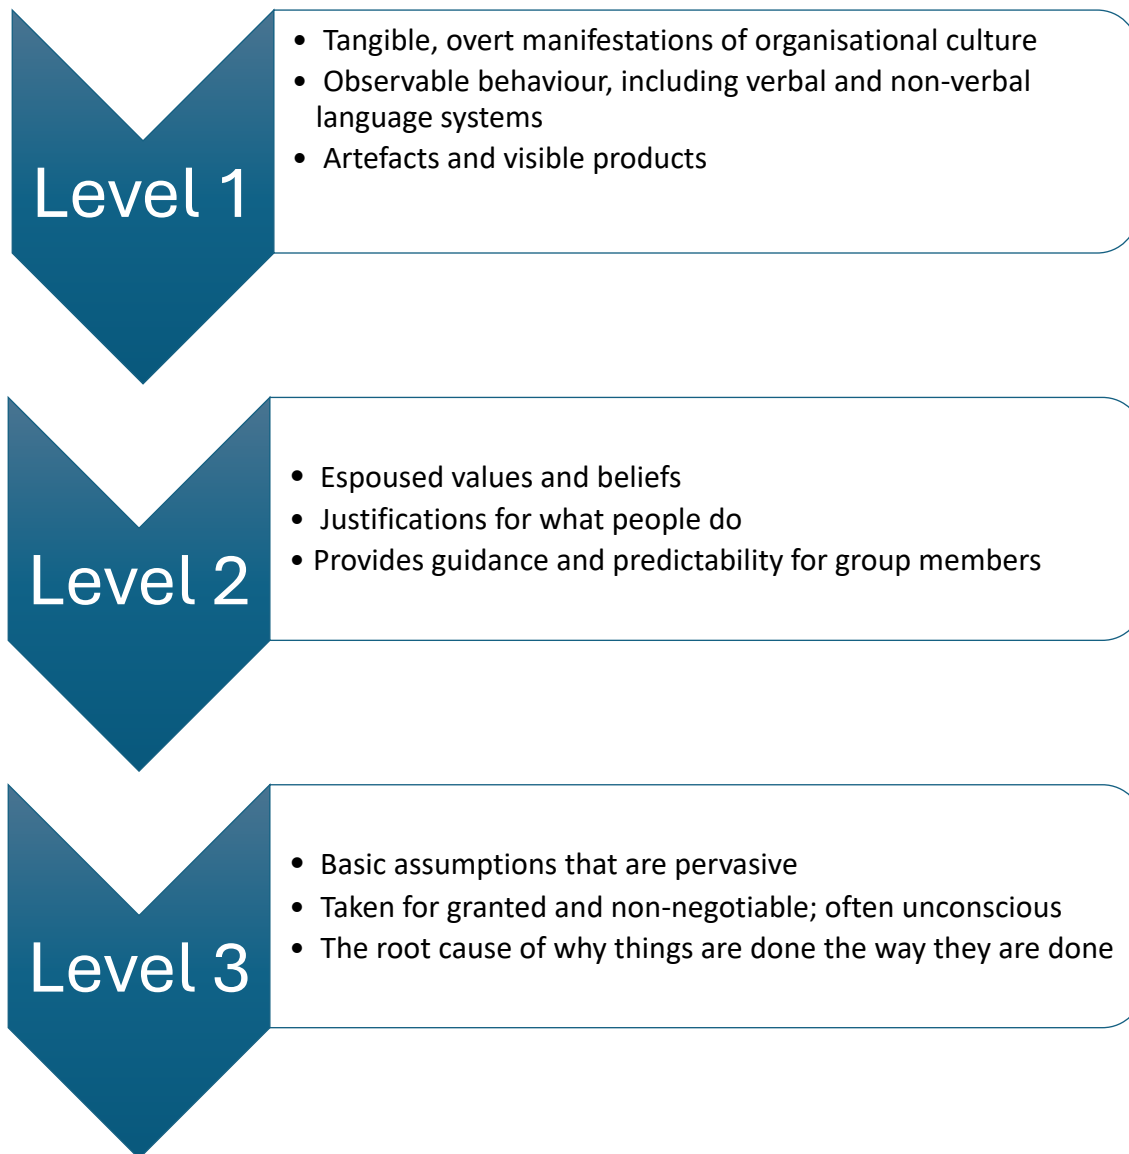 • Tangible, overt manifestations of organisational culture
• Observable behaviour, including verbal and non-verbal
language systems
• Artefacts and visible products
Level 1
• Espoused values and beliefs
• Justifications for what people do
• Provides guidance and predictability for group members
Level 2
• Basic assumptions that are pervasive
• Taken for granted and non-negotiable; often unconscious
• The root cause of why things are done the way they are done
Level 3